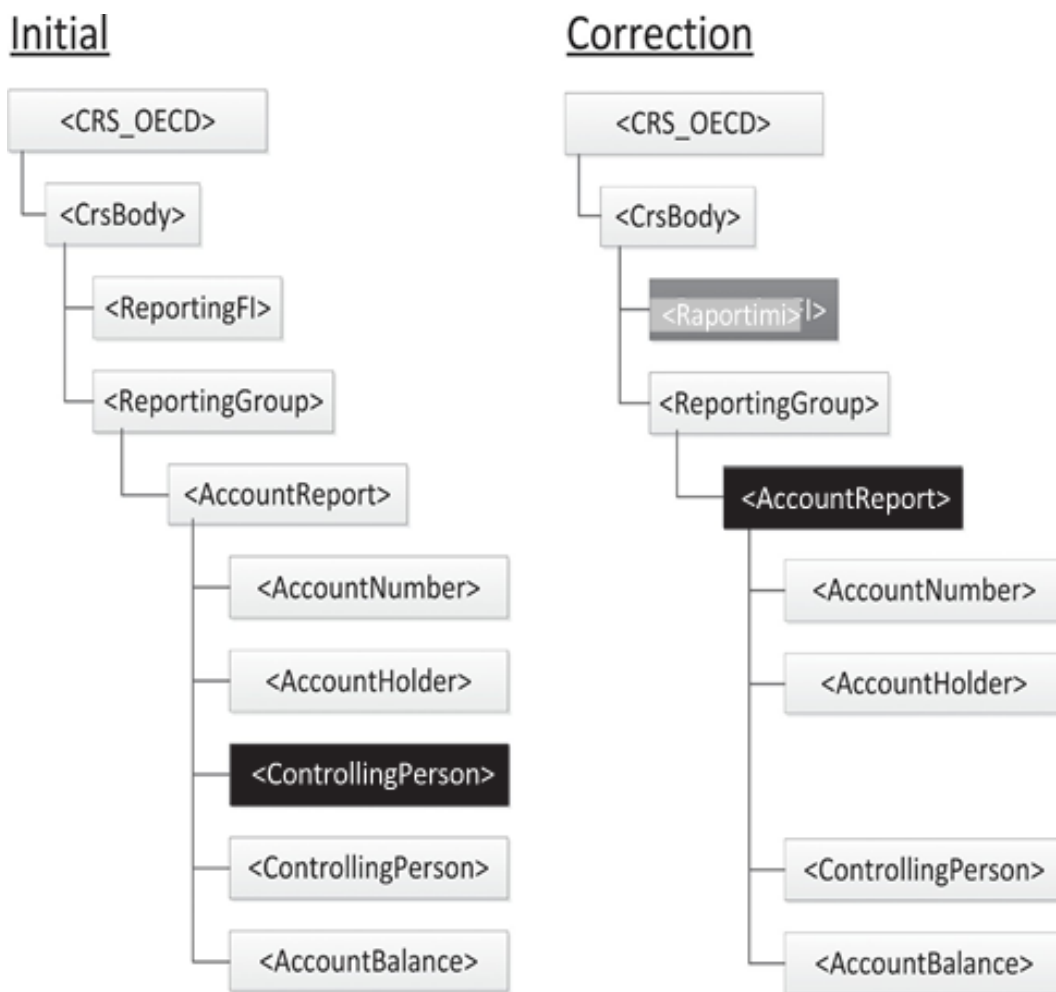 Initial
<CRS_OECD>
<CrsBody>
<ReportingFI>
<ReportingGroup>
<AccountReport>
<AccountNumber>
<AccountHolder>
<ControllingPerson>
<ControllingPerson>
<AccountBalance>
Correction
<CRS_OECD>
<CrsBody>
<Raportimi>
<ReportingGroup>
<AccountReport>
<AccountNumber>
<AccountHolder>
<ControllingPerson>
<AccountBalance>